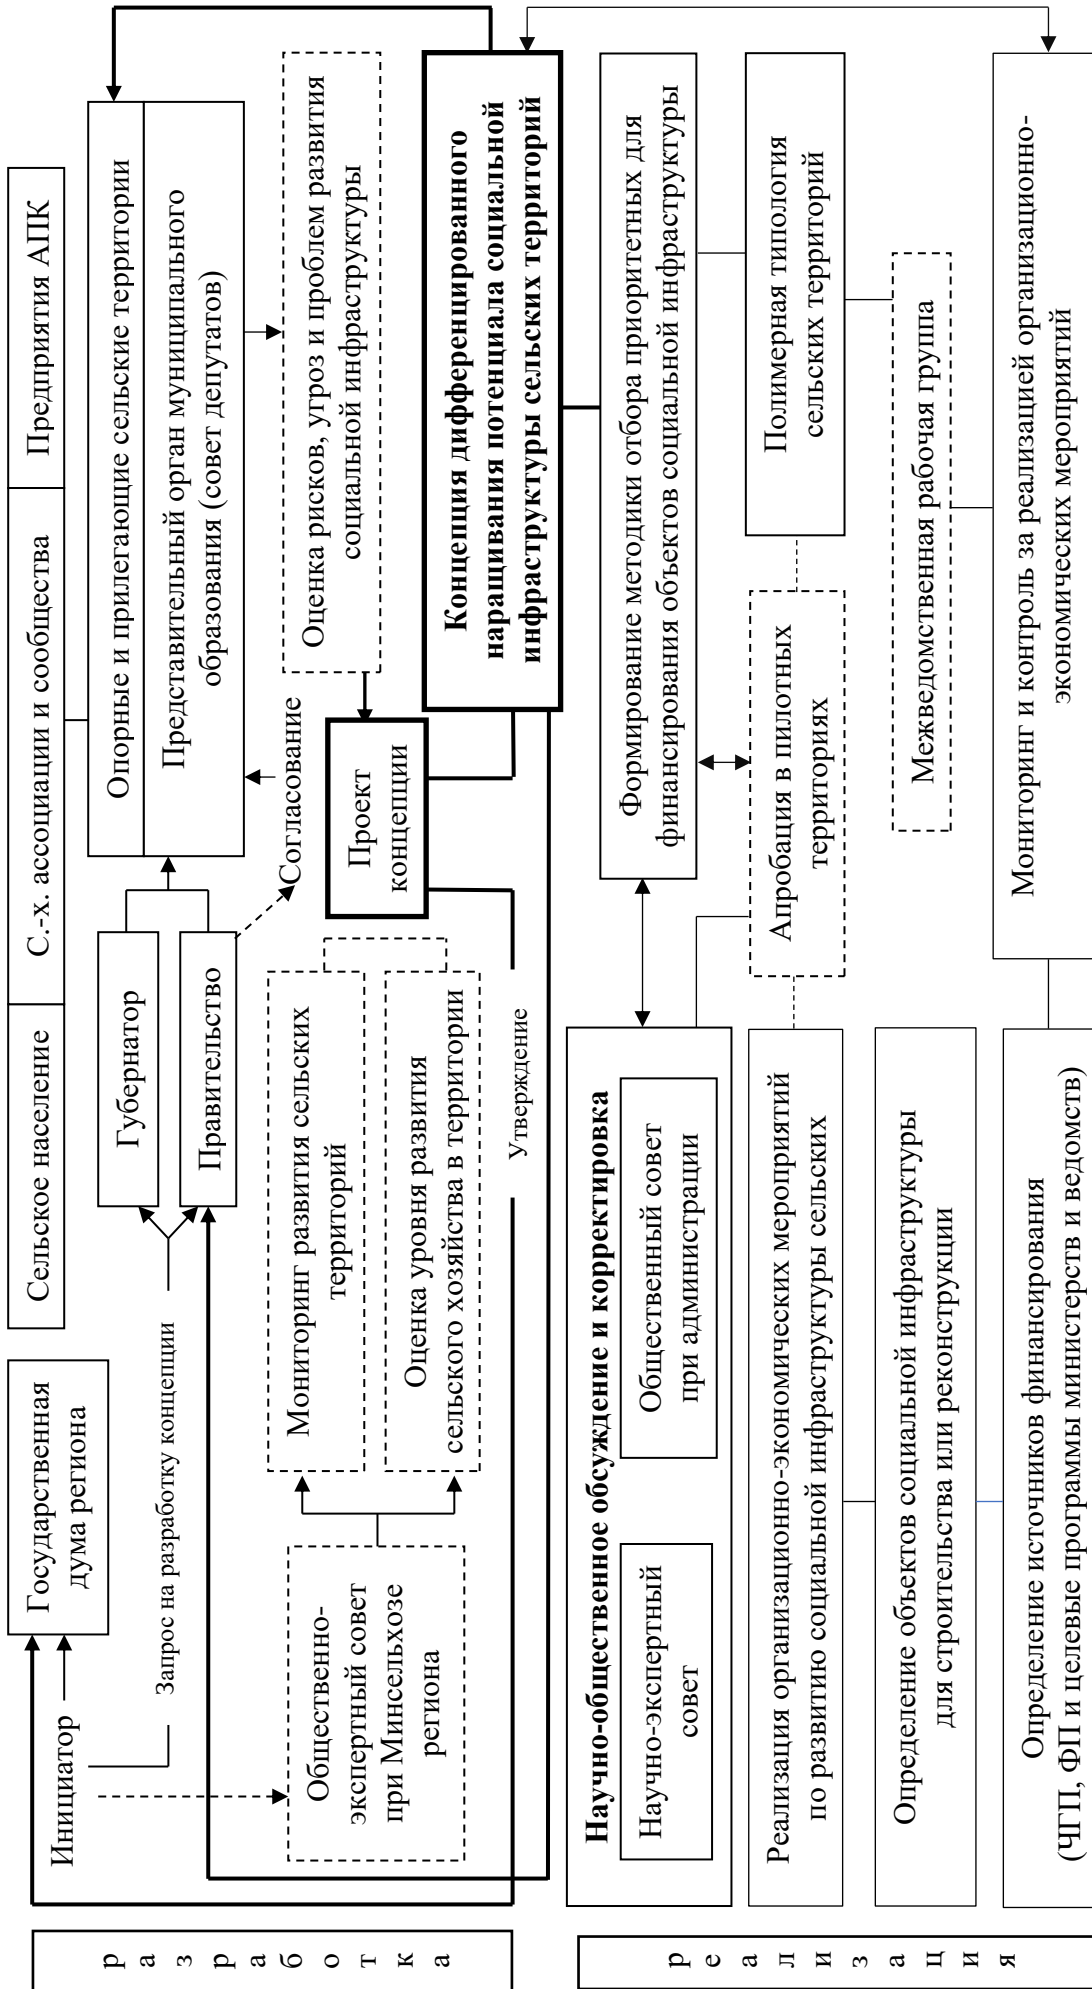 разработка
Инициатор
Государственная
дума региона
Сельское население
С.-х. ассоциации и сообщества
Предприятия АПК
Запрос на разработку концепции
Губернатор
Правительство
Опорные и прилегающие сельские территории
Представительный орган муниципального
образования (совет депутатов)
Согласование
Общественно-
экспертный совет
при Минсельхозе
региона
Мониторинг развития сельских
территорий
Оценка уровня развития
сельского хозяйства в территории
Проект
концепции
Оценка рисков, угроз и проблем развития
социальной инфраструктуры
Утверждение
Концепция дифференцированного
наращивания потенциала социальной
инфраструктуры сельских территорий
реализация
Научно-общественное обсуждение и корректировка
Научно-экспертный
совет
Общественный совет
при администрации
Формирование методики отбора приоритетных для
финансирования объектов социальной инфраструктуры
Реализация организационно-экономических мероприятий
по развитию социальной инфраструктуры сельских
Апробация в пилотных
территориях
Полимерная типология
сельских территорий
Определение объектов социальной инфраструктуры
для строительства или реконструкции
Межведомственная рабочая группа
Определение источников финансирования
(ЧГП, ФП и целевые программы министерств и ведомств)
Мониторинг и контроль за реализацией организационно-
экономических мероприятий